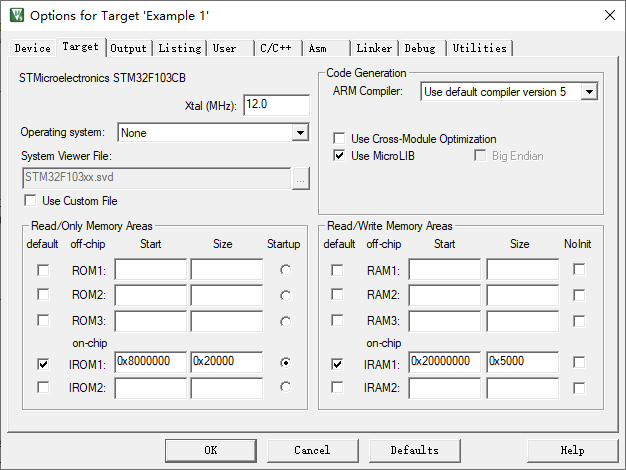 Options for Target 'Example 1'
Device Target Output Listing User C/C++ Asm Linker Debug Utilities
STMicroelectronics STM32F103CB
Xtal (MHz): 12.0
Operating system: None
System Viewer File:
STM32F103xx.svd ...
Use Custom File
Code Generation
ARM Compiler: Use default compiler version 5
Use Cross-Module Optimization
Use MicroLIB Big Endian
Read/Only Memory Areas
default off-chip Start Size Startup
ROM1:
ROM2:
ROM3:
on-chip
IROM1: 0x8000000 0x20000
IROM2:
Read/Write Memory Areas
default off-chip Start Size NoInit
RAM1:
RAM2:
RAM3:
on-chip
IRAM1: 0x20000000 0x5000
IRAM2:
OK Cancel Defaults Help